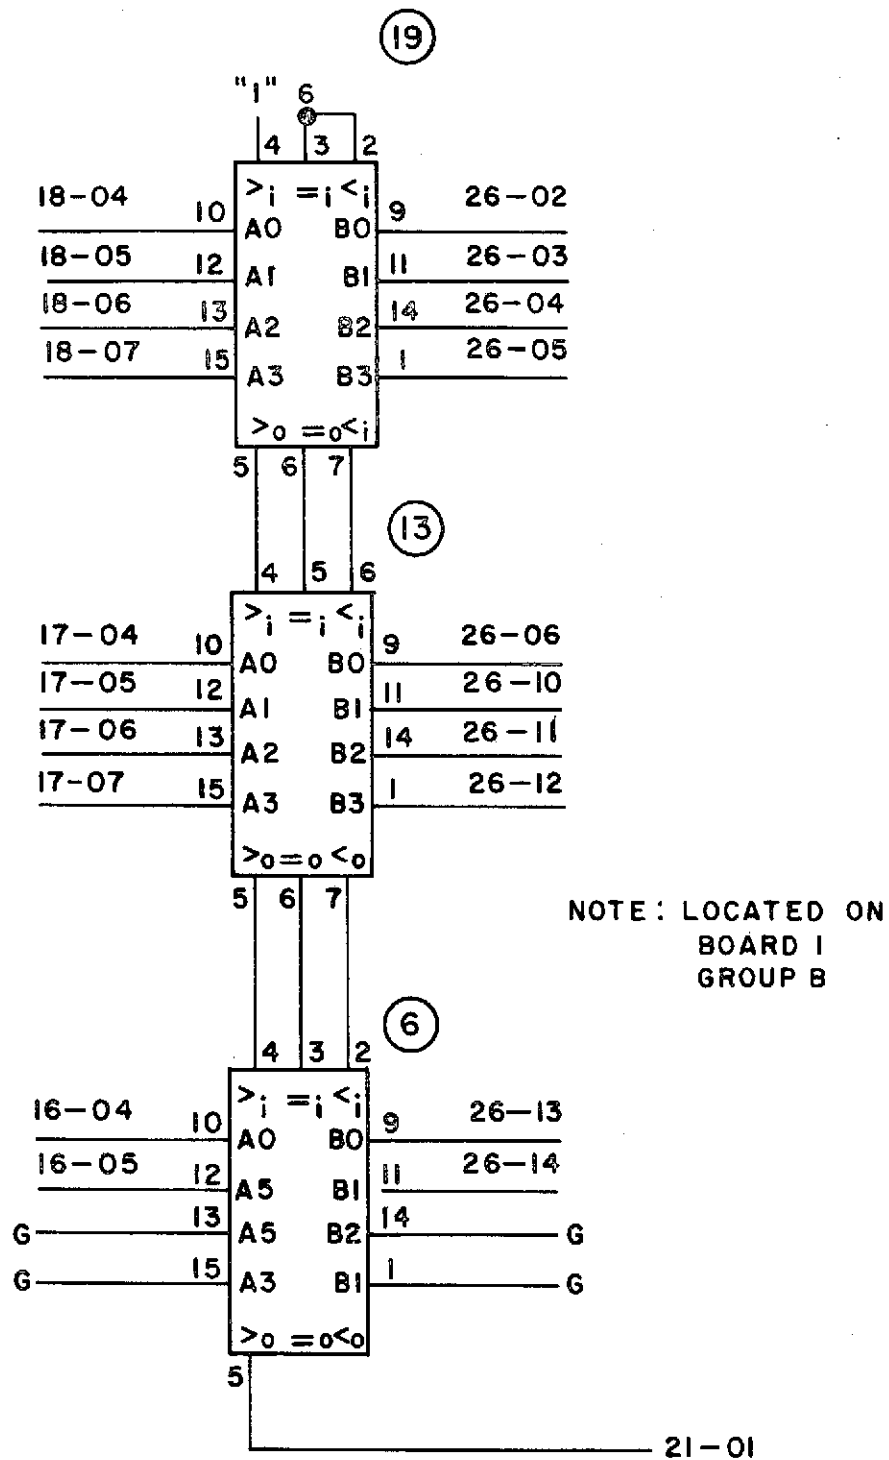 19
"1" 6
4 3 2
>i =i <i
18-04 10 A0 B0 9 26-02
18-05 12 A1 B1 11 26-03
18-06 13 A2 B2 14 26-04
18-07 15 A3 B3 1 26-05
>o =o <i
5 6 7
13
4 5 6
>i =i <i
17-04 10 A0 B0 9 26-06
17-05 12 A1 B1 11 26-10
17-06 13 A2 B2 14 26-11
17-07 15 A3 B3 1 26-12
>o =o <o
5 6 7
NOTE: LOCATED ON
BOARD 1
GROUP B
6
4 3 2
>i =i <i
16-04 10 A0 B0 9 26-13
16-05 12 A5 B1 11 26-14
G 13 A5 B2 14 G
G 15 A3 B1 1 G
>o =o <o
5
21-01